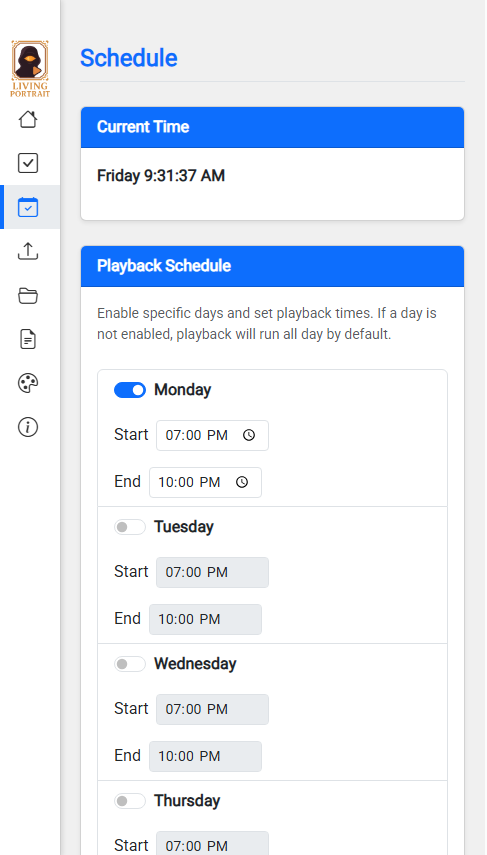 LIVING
PORTRAIT
Schedule
Current Time
Friday 9:31:37 AM
Playback Schedule
Enable specific days and set playback times. If a day is
not enabled, playback will run all day by default.
Monday
Start 07:00 PM
End 10:00 PM
Tuesday
Start 07:00 PM
End 10:00 PM
Wednesday
Start 07:00 PM
End 10:00 PM
Thursday
Start 07:00 PM